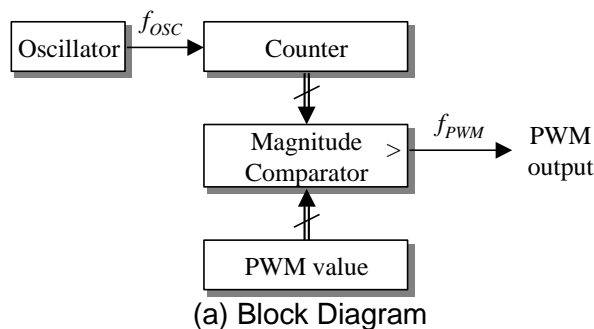 Oscillator
fOSC
Counter
Magnitude
Comparator
>
fPWM
PWM
output
PWM value
(a) Block Diagram